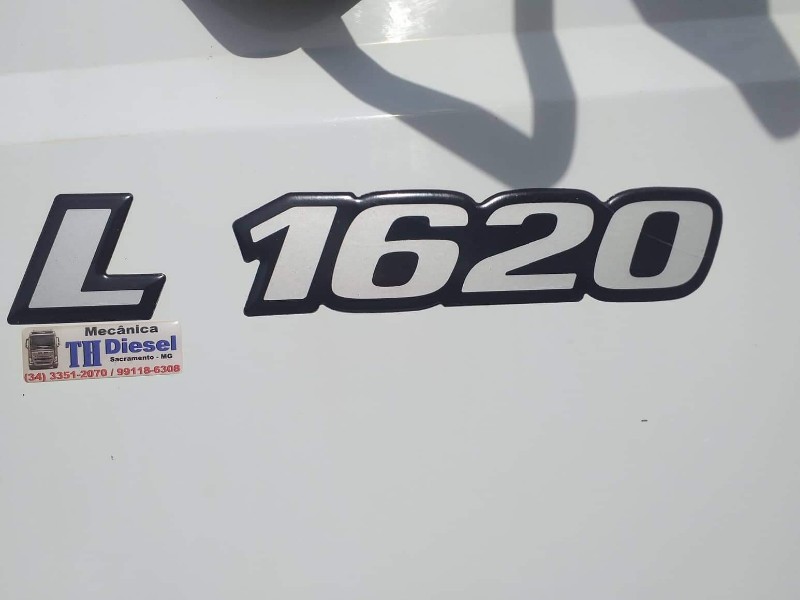 L 1620
Mecânica
TH Diesel
Sacramento - MG
(34) 3351-2070 / 99118-6308